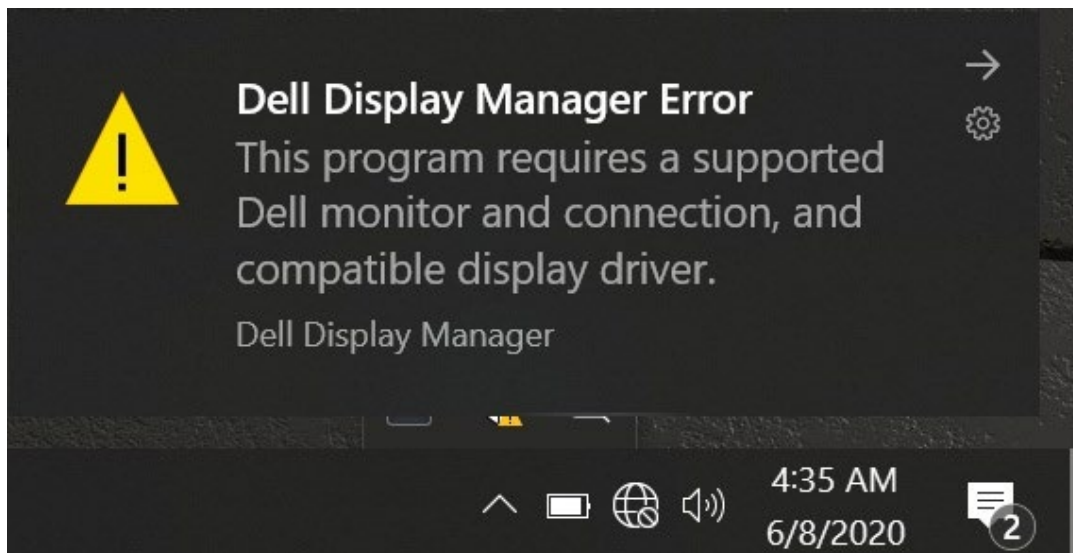 Dell Display Manager Error
This program requires a supported
Dell monitor and connection, and
compatible display driver.
Dell Display Manager
4:35 AM
6/8/2020
2